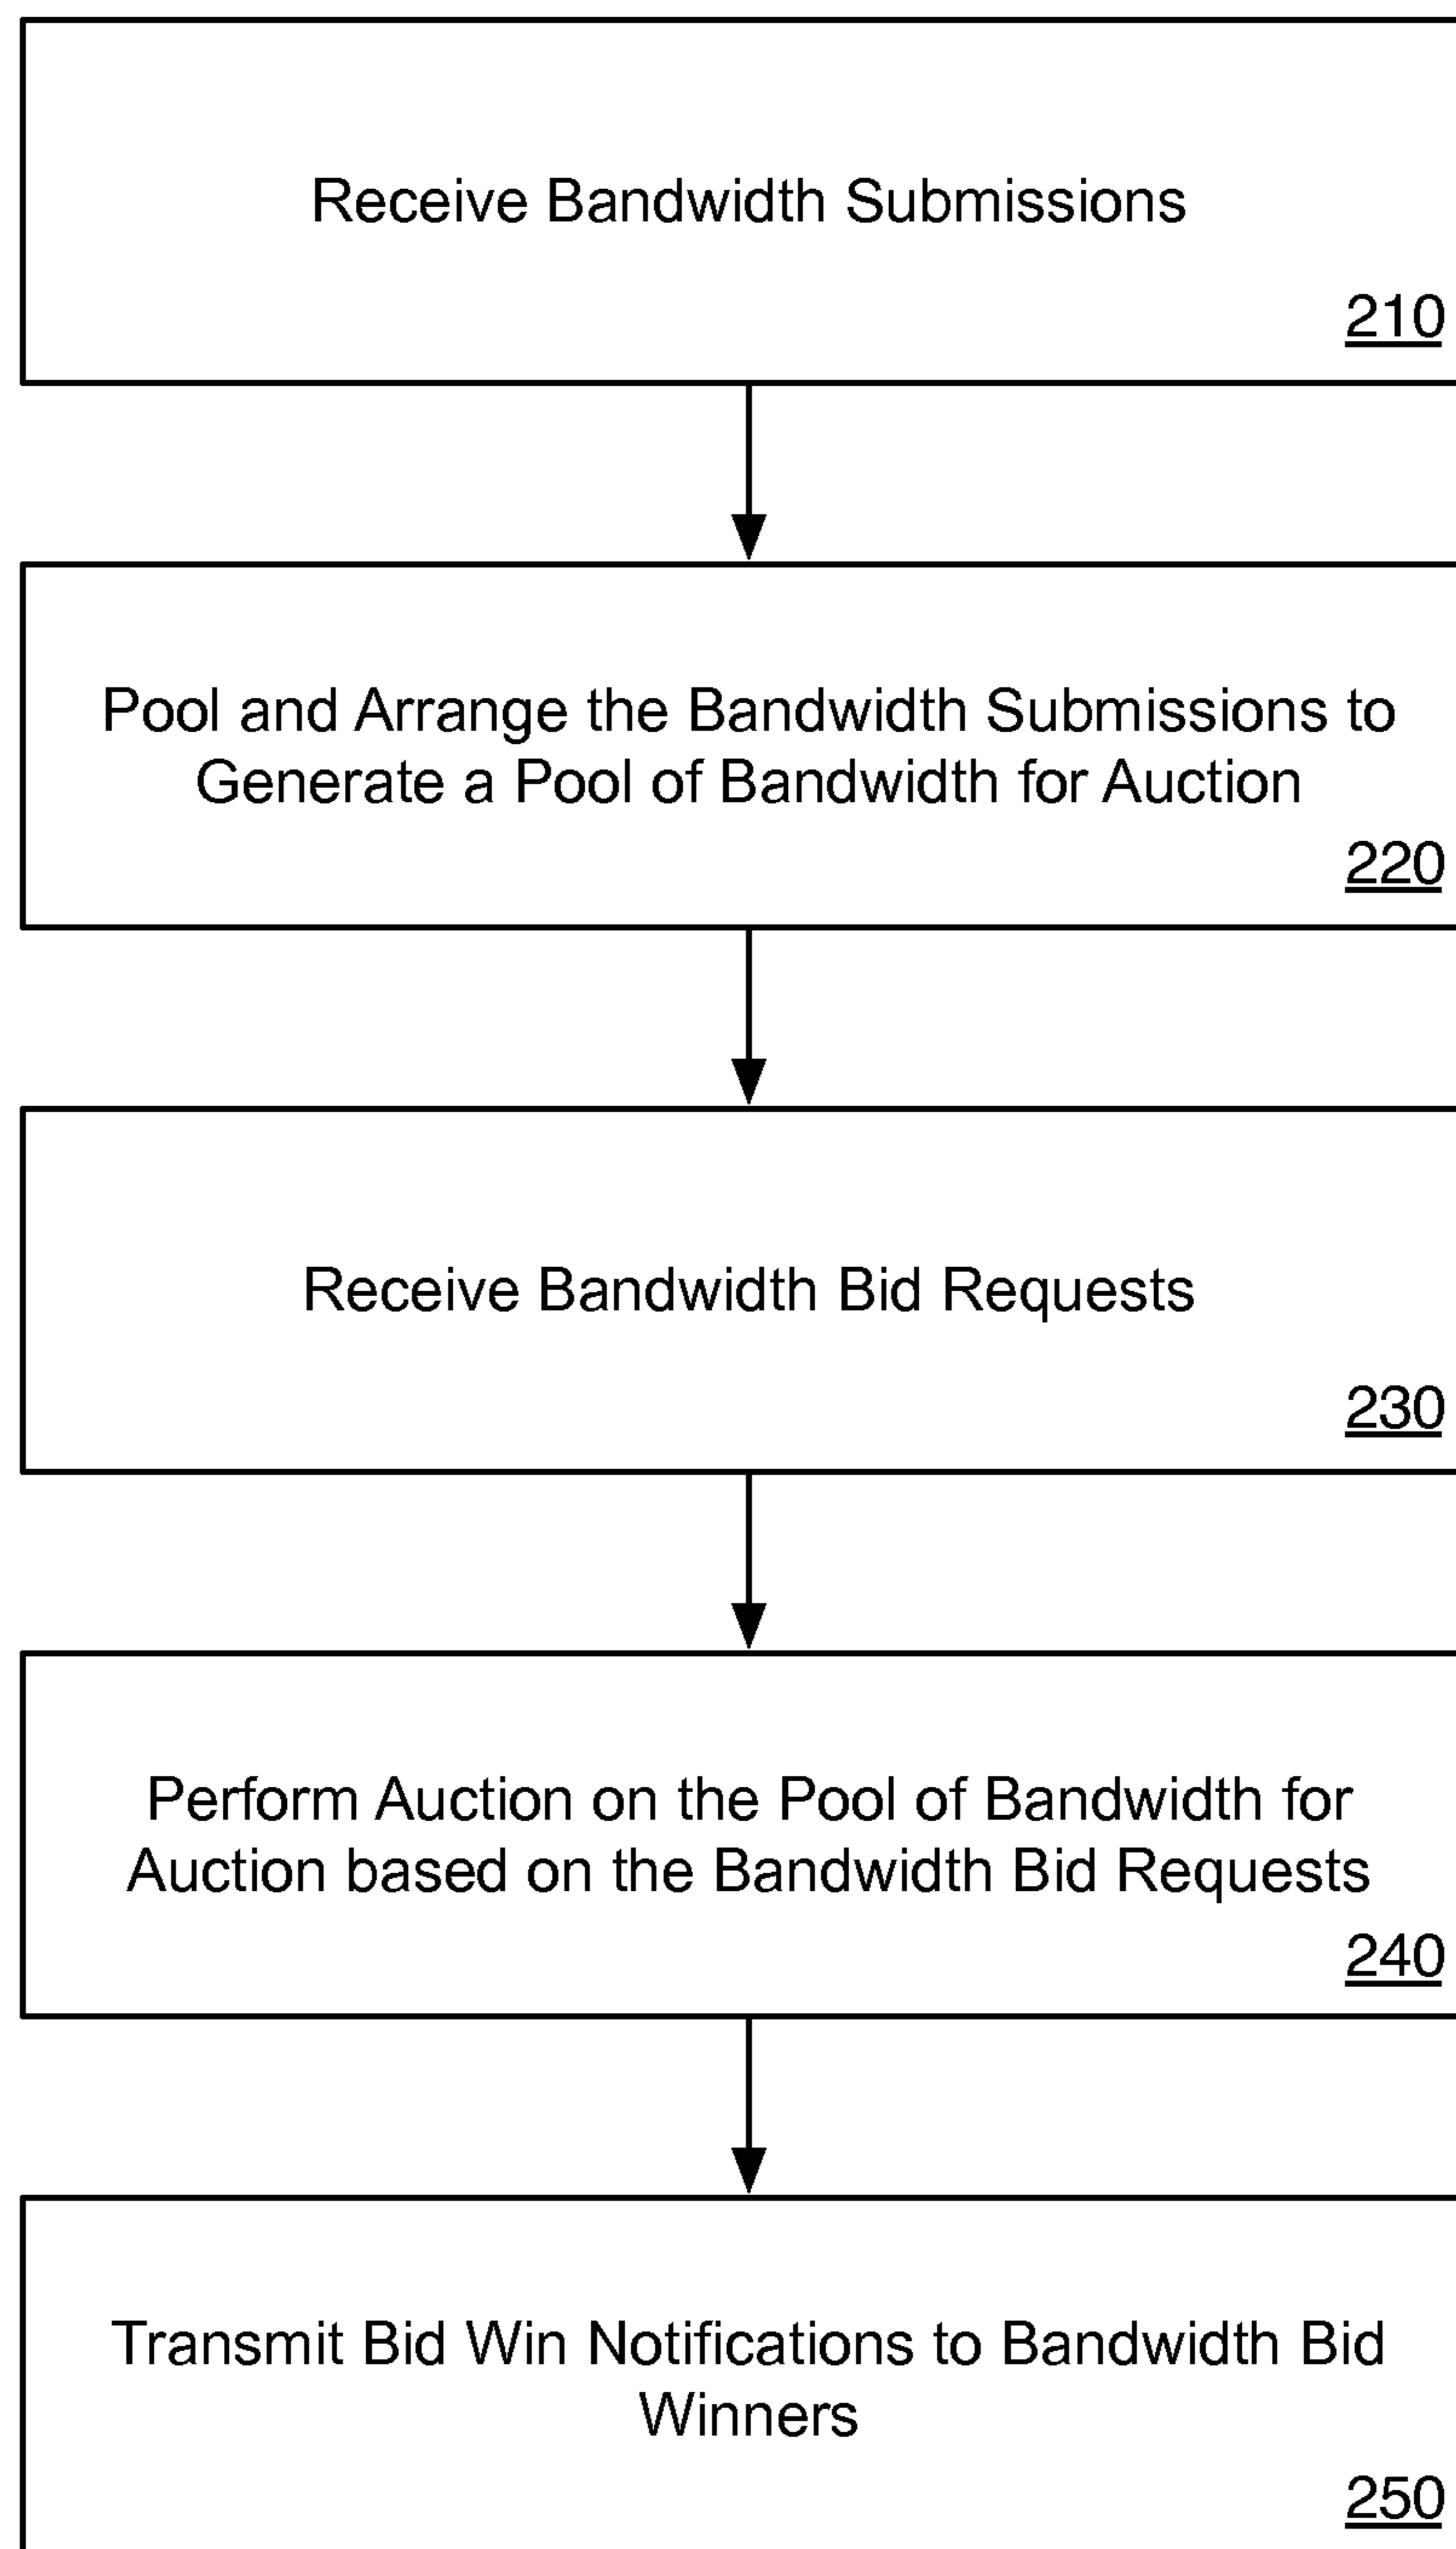 Receive Bandwidth Submissions
210
Pool and Arrange the Bandwidth Submissions to
Generate a Pool of Bandwidth for Auction
220
Receive Bandwidth Bid Requests
230
Perform Auction on the Pool of Bandwidth for
Auction based on the Bandwidth Bid Requests
240
Transmit Bid Win Notifications to Bandwidth Bid
Winners
250